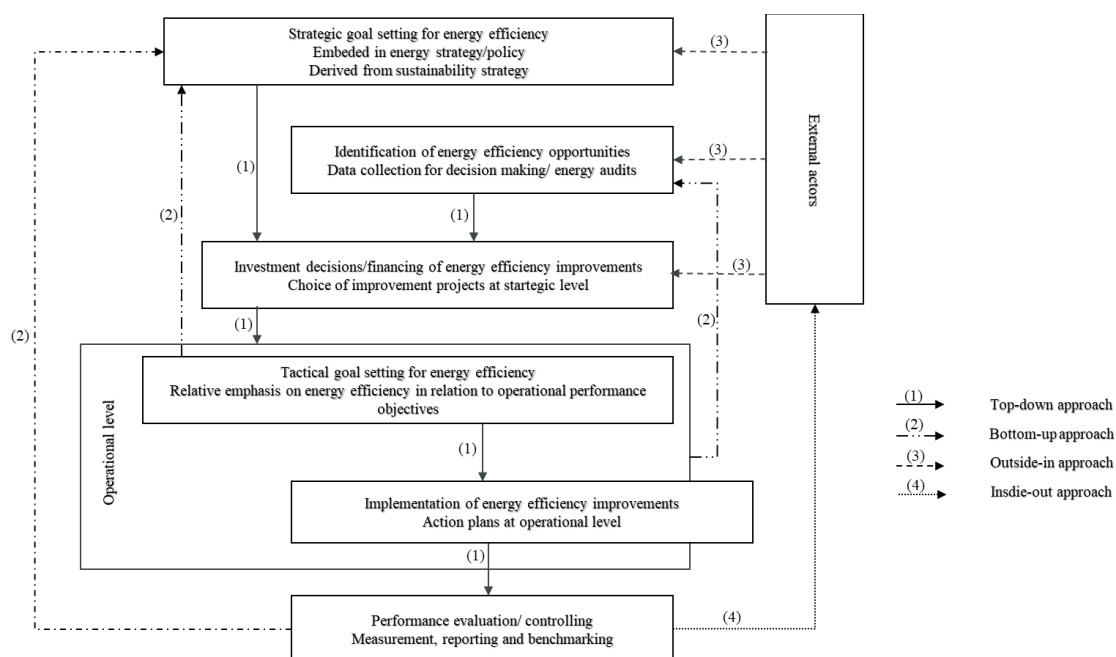 Strategic goal setting for energy efficiency
Embeded in energy strategy/policy
Derived from sustainability strategy
(3)
External actors
Identification of energy efficiency opportunities
Data collection for decision making/ energy audits
(3)
(1)
(1)
(2)
Investment decisions/financing of energy efficiency improvements
Choice of improvement projects at startegic level
(3)
(1)
(2)
(2)
Operational level
Tactical goal setting for energy efficiency
Relative emphasis on energy efficiency in relation to operational performance
objectives
(1)
Implementation of energy efficiency improvements
Action plans at operational level
(1)
Performance evaluation/ controlling
Measurement, reporting and benchmarking
(4)
(1)
Top-down approach
(2)
Bottom-up approach
(3)
Outside-in approach
(4)
Insdie-out approach